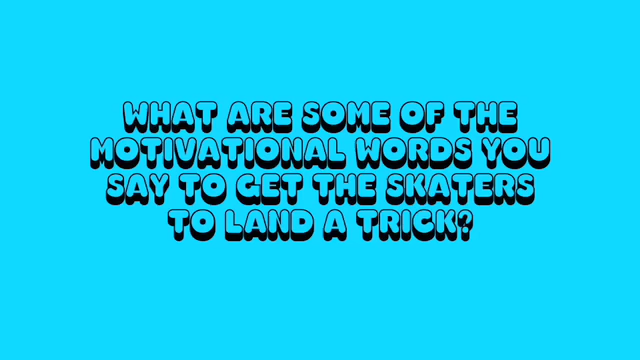 WHAT ARE SOME OF THE
MOTIVATIONAL WORDS YOU
SAY TO GET THE SKATERS
TO LAND A TRICK?